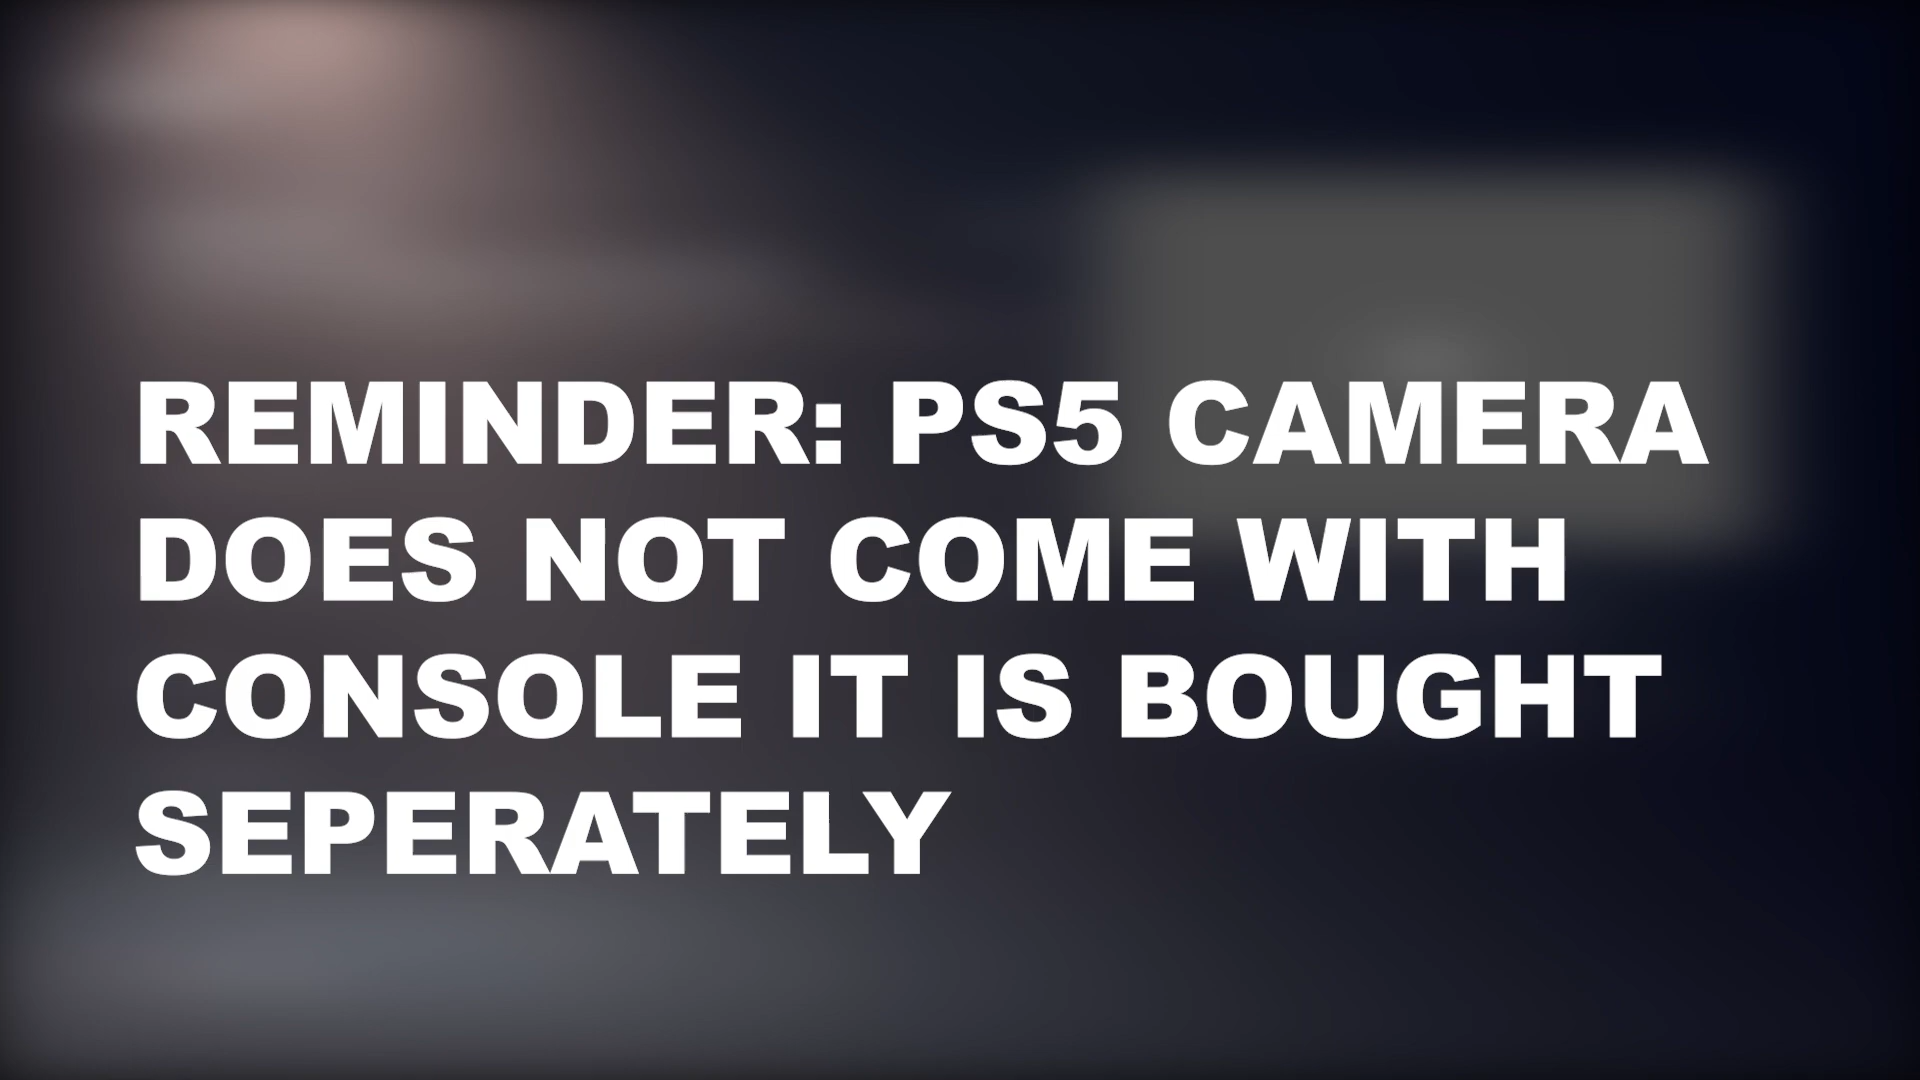 REMINDER: PS5 CAMERA
DOES NOT COME WITH
CONSOLE IT IS BOUGHT
SEPERATELY